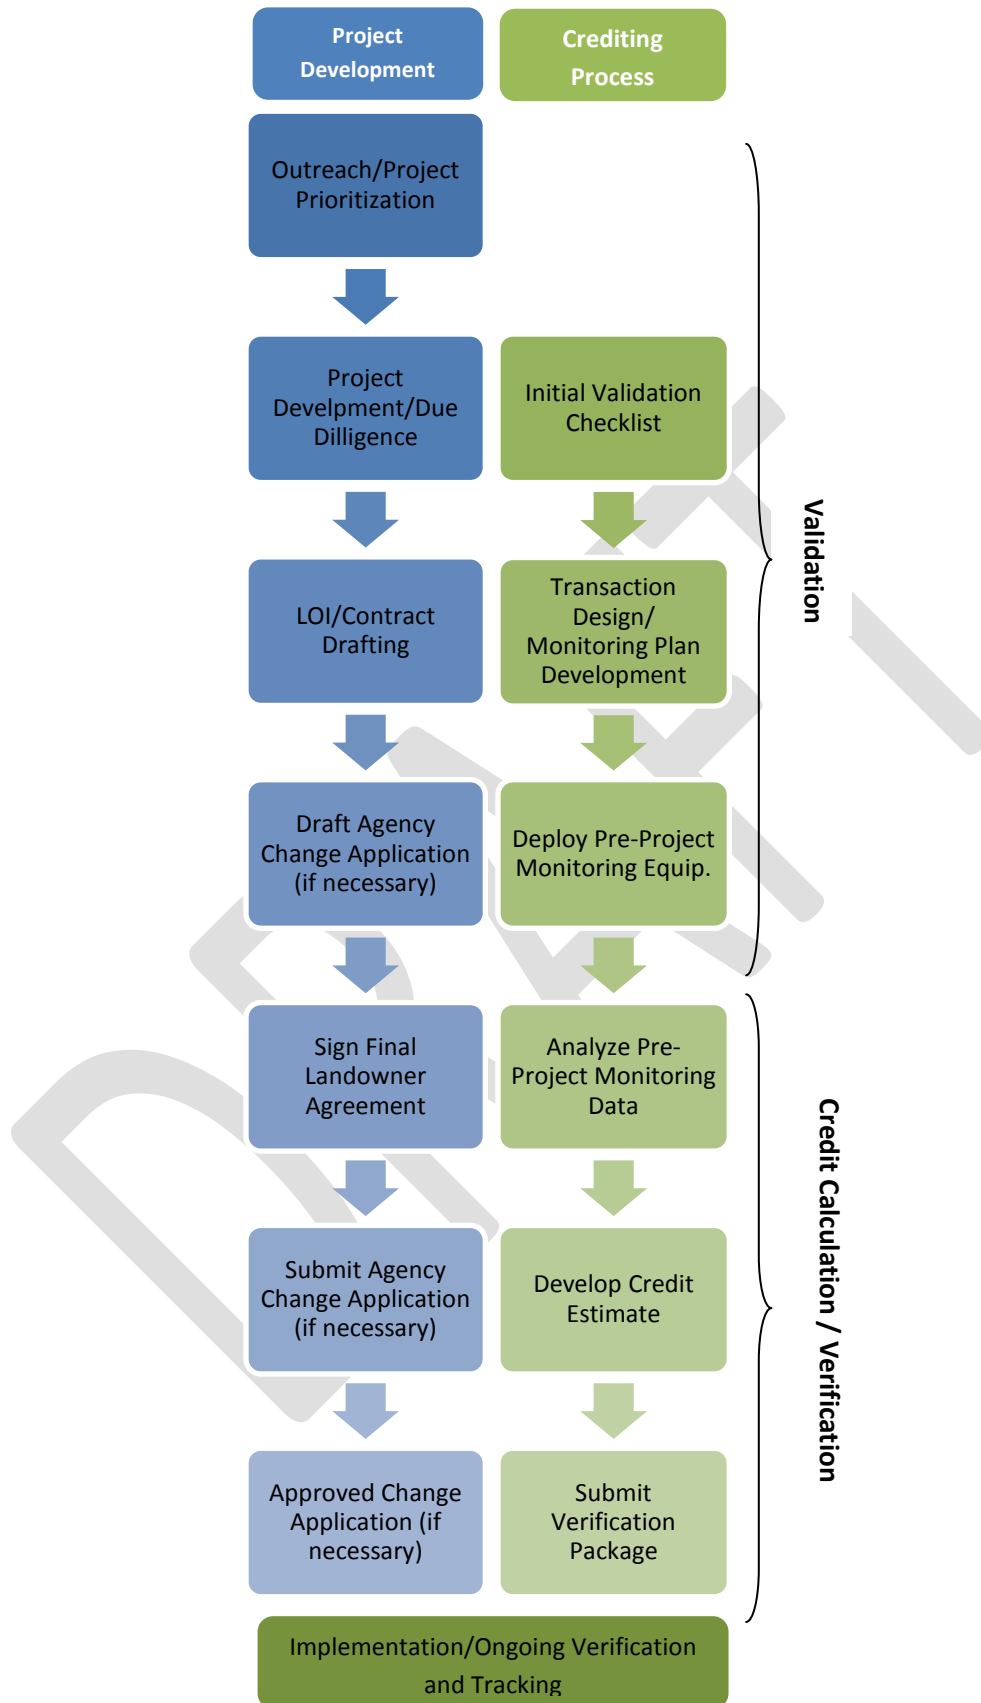 Project
Development
Crediting
Process
Outreach/Project
Prioritization
Project
Develpment/Due
Dilligence
Initial Validation
Checklist
LOI/Contract
Drafting
Transaction
Design/
Monitoring Plan
Development
Draft Agency
Change Application
(if necessary)
Deploy Pre-Project
Monitoring Equip.
Validation
Sign Final
Landowner
Agreement
Analyze Pre-
Project Monitoring
Data
Submit Agency
Change Application
(if necessary)
Develop Credit
Estimate
Approved Change
Application (if
necessary)
Submit
Verification
Package
Credit Calculation / Verification
Implementation/Ongoing Verification
and Tracking
DRAFT